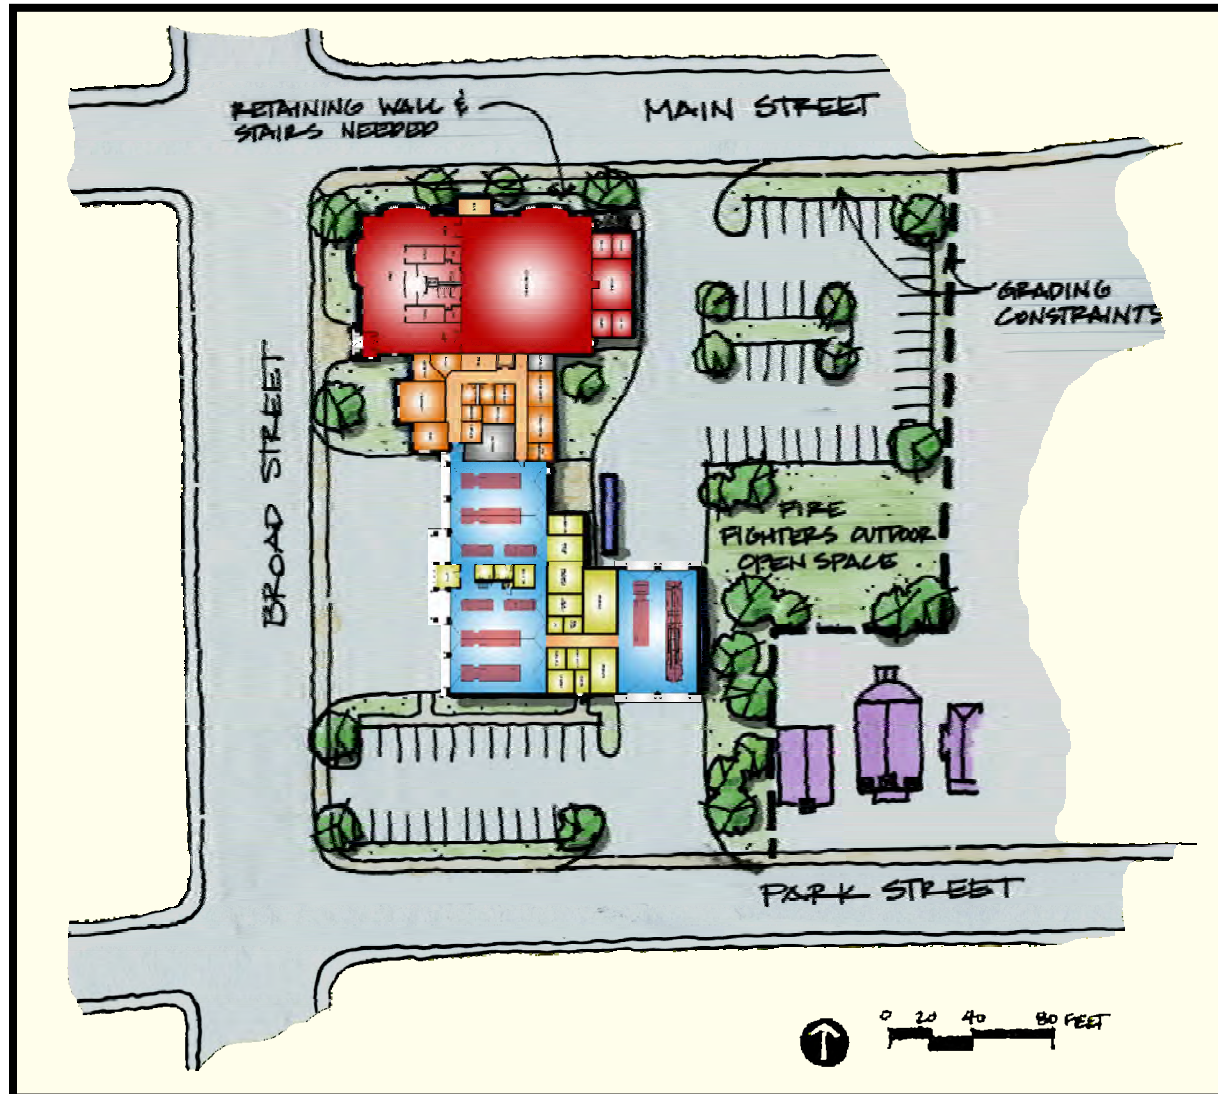 RETAINING WALL &
STAIRS NEEDED
MAIN STREET
GRADING
CONSTRAINTS
BROAD STREET
FIRE
FIGHTERS OUTDOOR
OPEN SPACE
PARK STREET
0 20 40 80 FEET